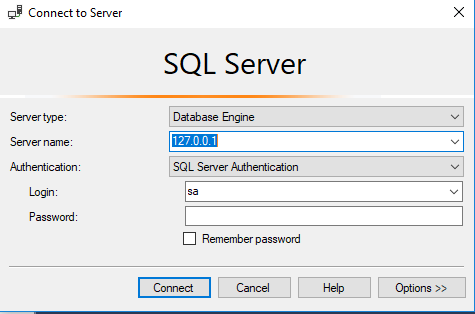 Connect to Server
SQL Server
Server type: Database Engine
Server name: 127.0.0.1
Authentication: SQL Server Authentication
Login: sa
Password:
Remember password
Connect Cancel Help Options >>